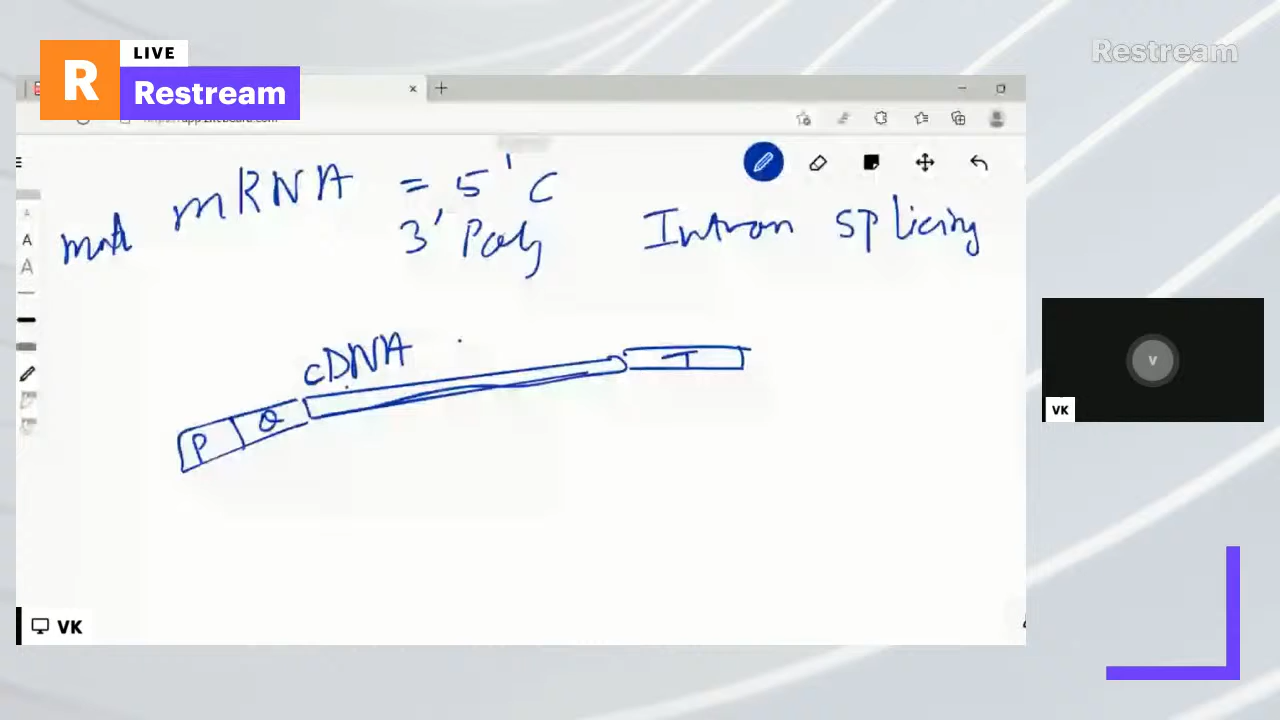 LIVE
R
Restream
Restream
mRNA = 5' C
mat
3' Poly
Intron splicing
A
A
A
cDNA
P
O
T
V
VK
VK